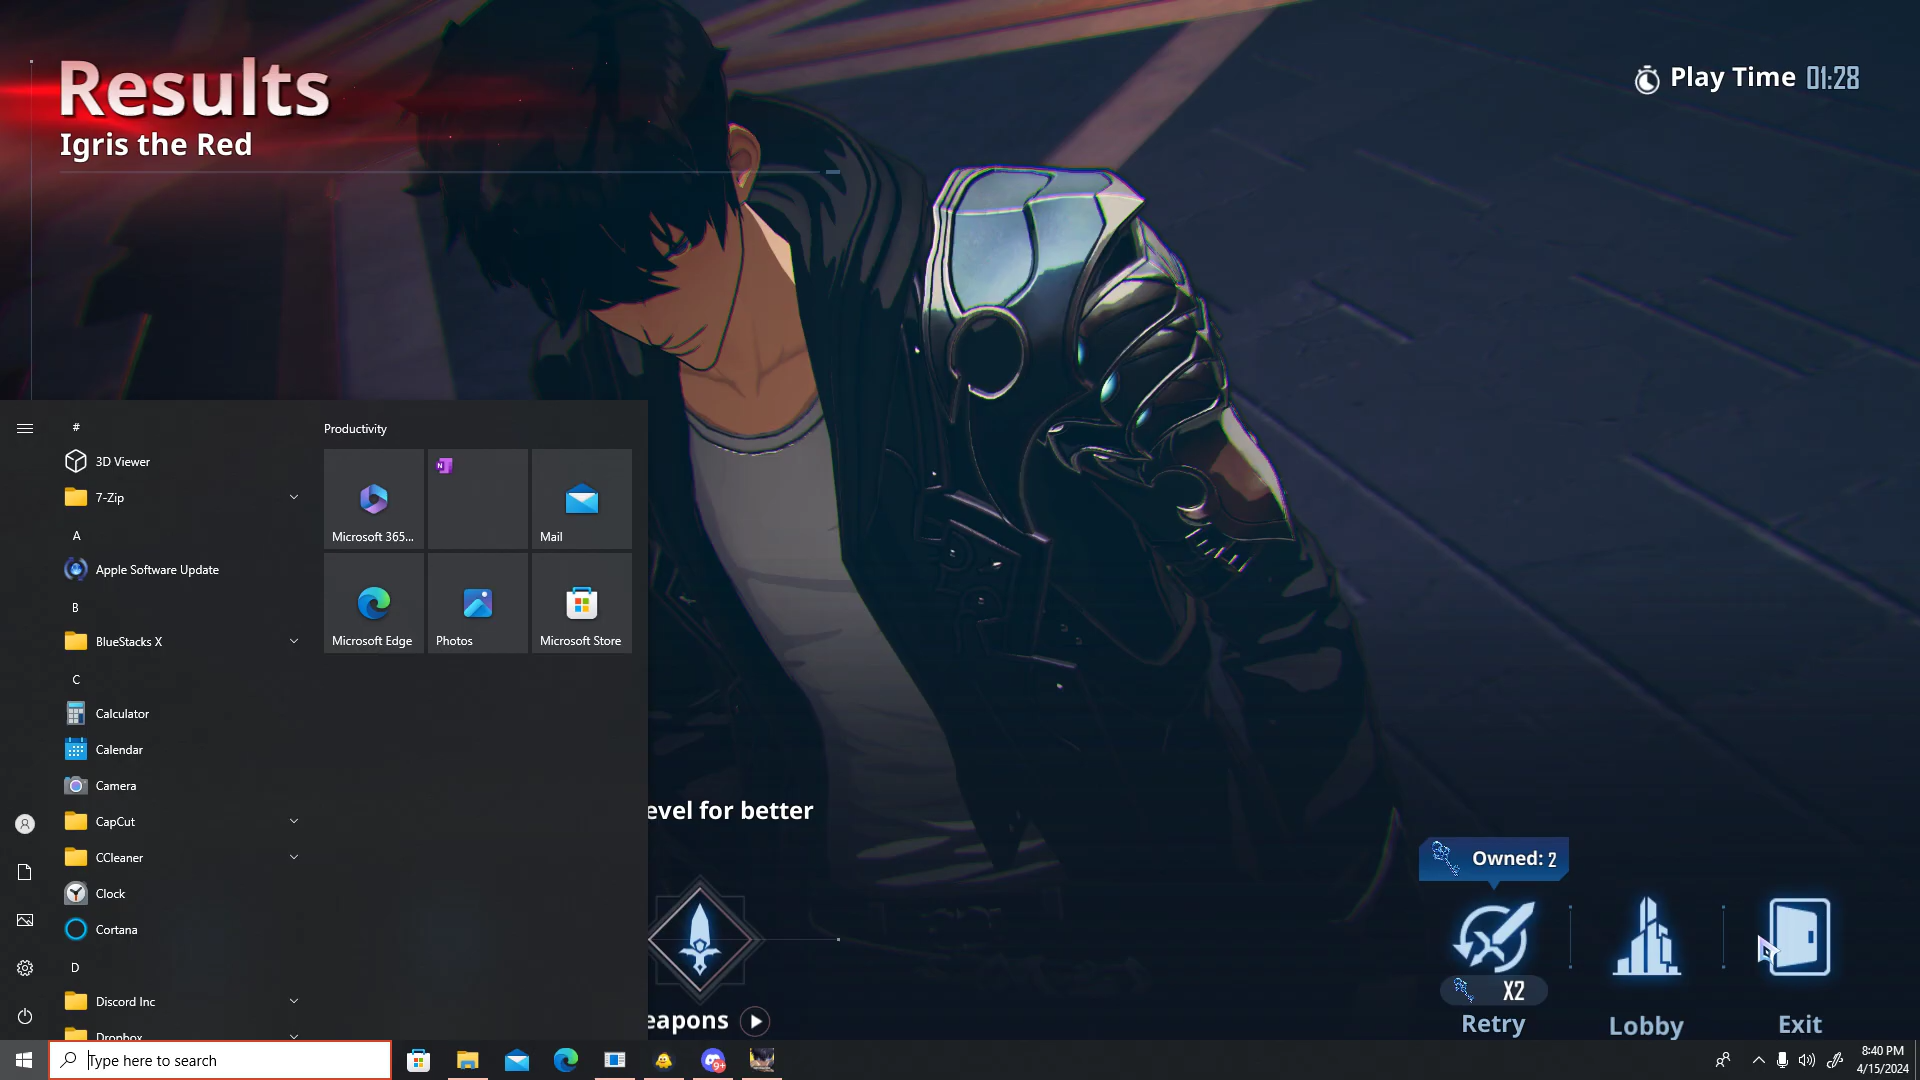 Results
Igris the Red
Play Time 01:28
#
3D Viewer
7-Zip
A
Apple Software Update
B
BlueStacks X
C
Calculator
Calendar
Camera
CapCut
CCleaner
Clock
Cortana
D
Discord Inc
Dropbox
Productivity
Microsoft 365...
Mail
Microsoft Edge
Photos
Microsoft Store
evel for better
eapons
Owned: 2
X2
Retry
Lobby
Exit
Type here to search
9+
8:40 PM
4/15/2024